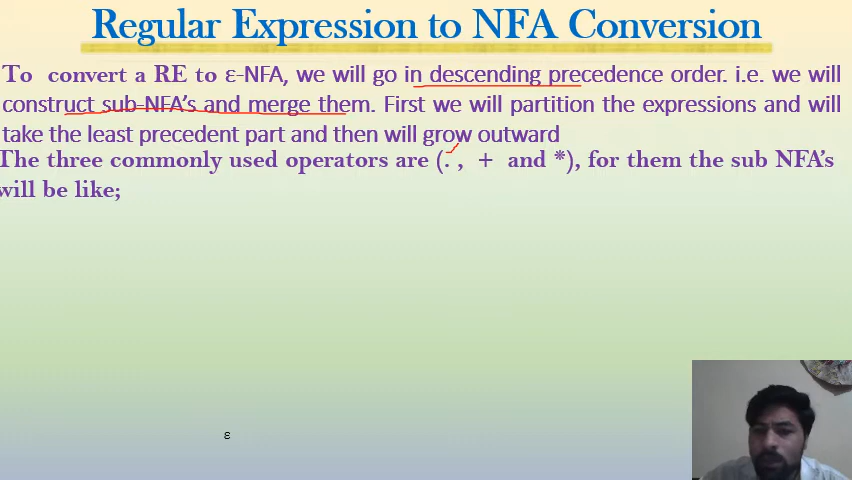 Regular Expression to NFA Conversion
To convert a RE to ε-NFA, we will go in descending precedence order. i.e. we will
construct sub-NFA's and merge them. First we will partition the expressions and will
take the least precedent part and then will grow outward
The three commonly used operators are (. , + and *), for them the sub NFA's
will be like;
ε